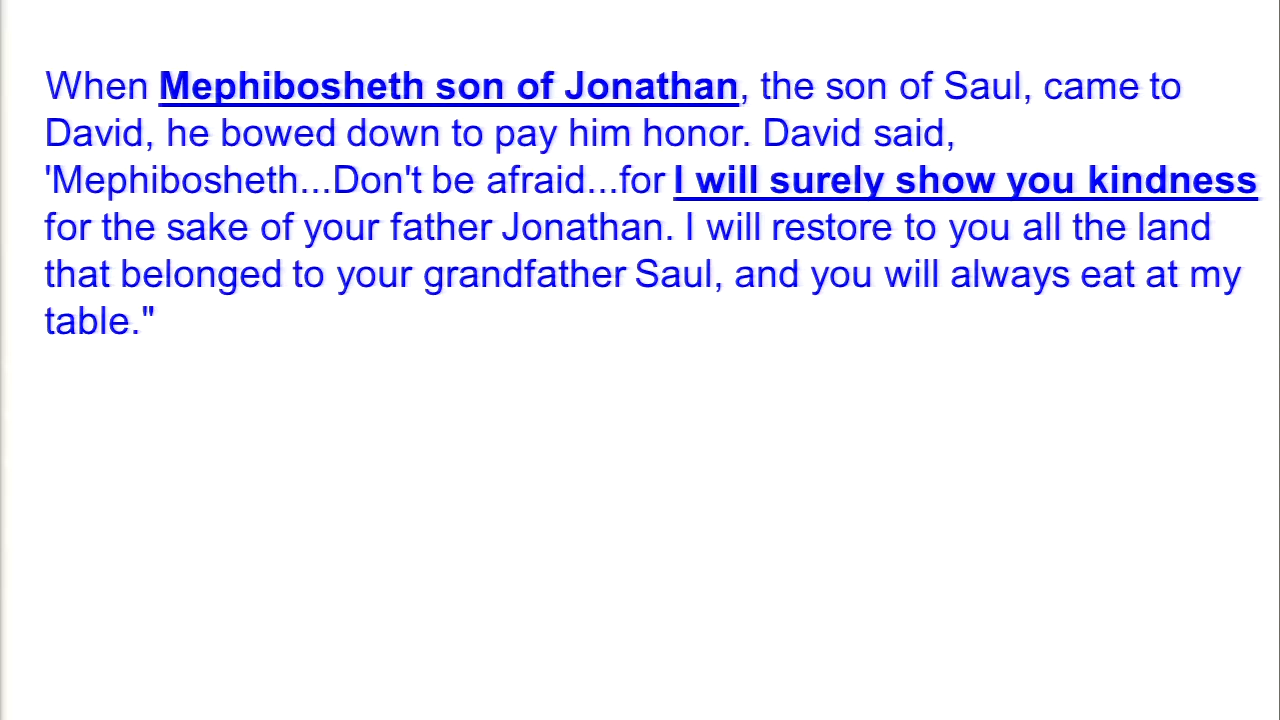 When Mephibosheth son of Jonathan, the son of Saul, came to
David, he bowed down to pay him honor. David said,
'Mephibosheth...Don't be afraid...for I will surely show you kindness
for the sake of your father Jonathan. I will restore to you all the land
that belonged to your grandfather Saul, and you will always eat at my
table."